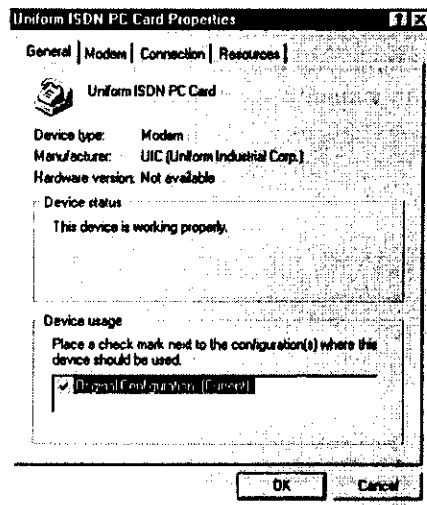 Uniform ISDN PC Card Properties
General Modem Connection Resources
Uniform ISDN PC Card
Device type: Modem
Manufacturer: UIC (Uniform Industrial Corp.)
Hardware version: Not available
Device status
This device is working properly.
Device usage
Place a check mark next to the configuration(s) where this
device should be used.
Original Configuration (Current)
OK Cancel